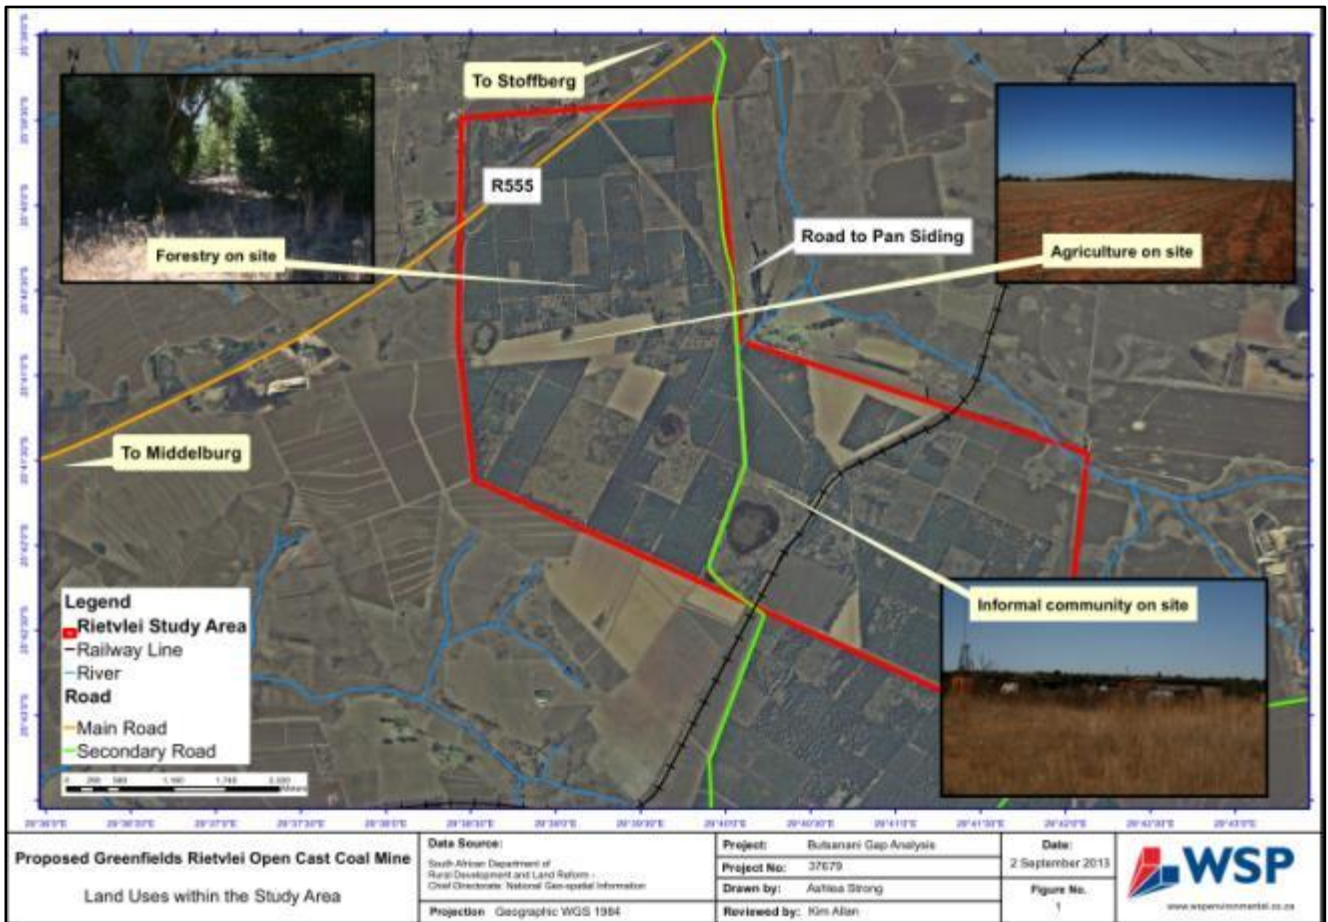 N
To Stoffberg
R555
Forestry on site
Road to Pan Siding
Agriculture on site
To Middelburg
Informal community on site
Legend
Rietvlei Study Area
Railway Line
River
Road
Main Road
Secondary Road
Proposed Greenfields Rietvlei Open Cast Coal Mine
Land Uses within the Study Area
Data Source:
South African Department of
Rural Development and Land Reform -
Chief Directorate: National Geo-spatial Information
Projection Geographic WGS 1984
Project: Butsanani Gap Analysis
Project No: 37679
Drawn by: Ashlea Strong
Reviewed by: Kim Allan
Date:
2 September 2013
Figure No.
1
WSP
www.wspenvironmental.co.za